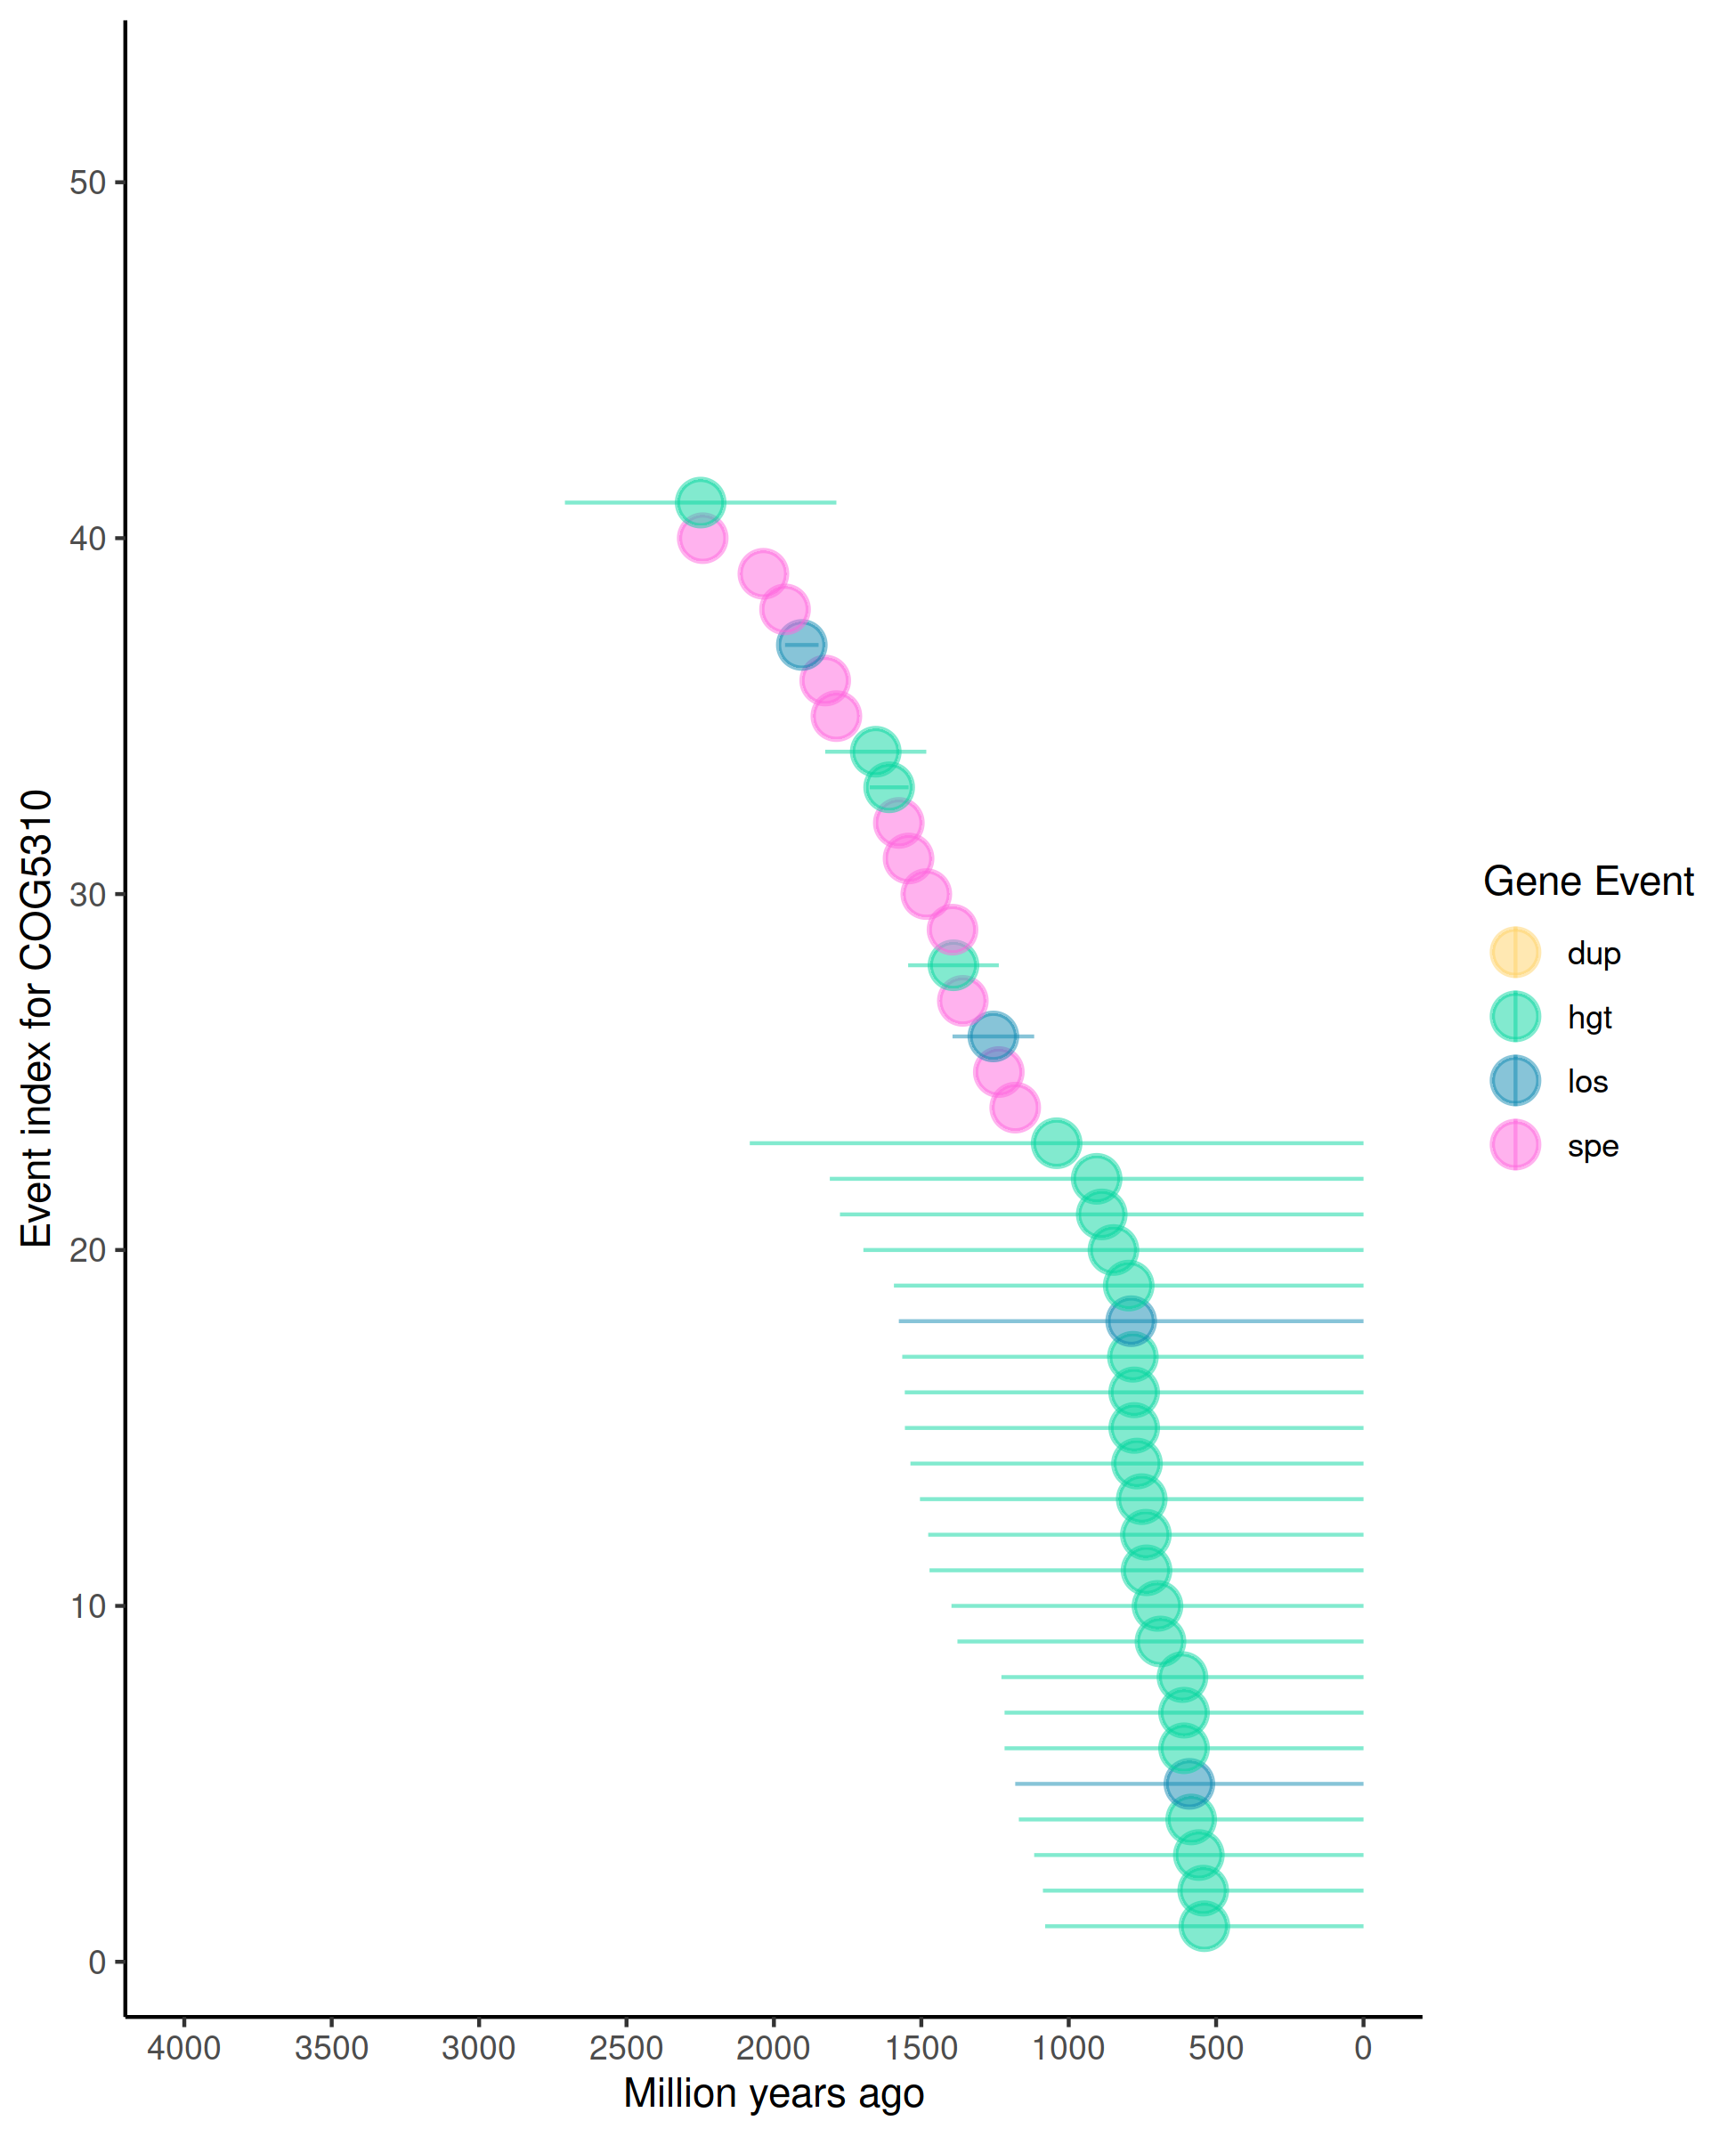 50
40
30
20
10
0
Event index for COG5310
4000 3500 3000 2500 2000 1500 1000 500 0
Million years ago
Gene Event
dup
hgt
los
spe